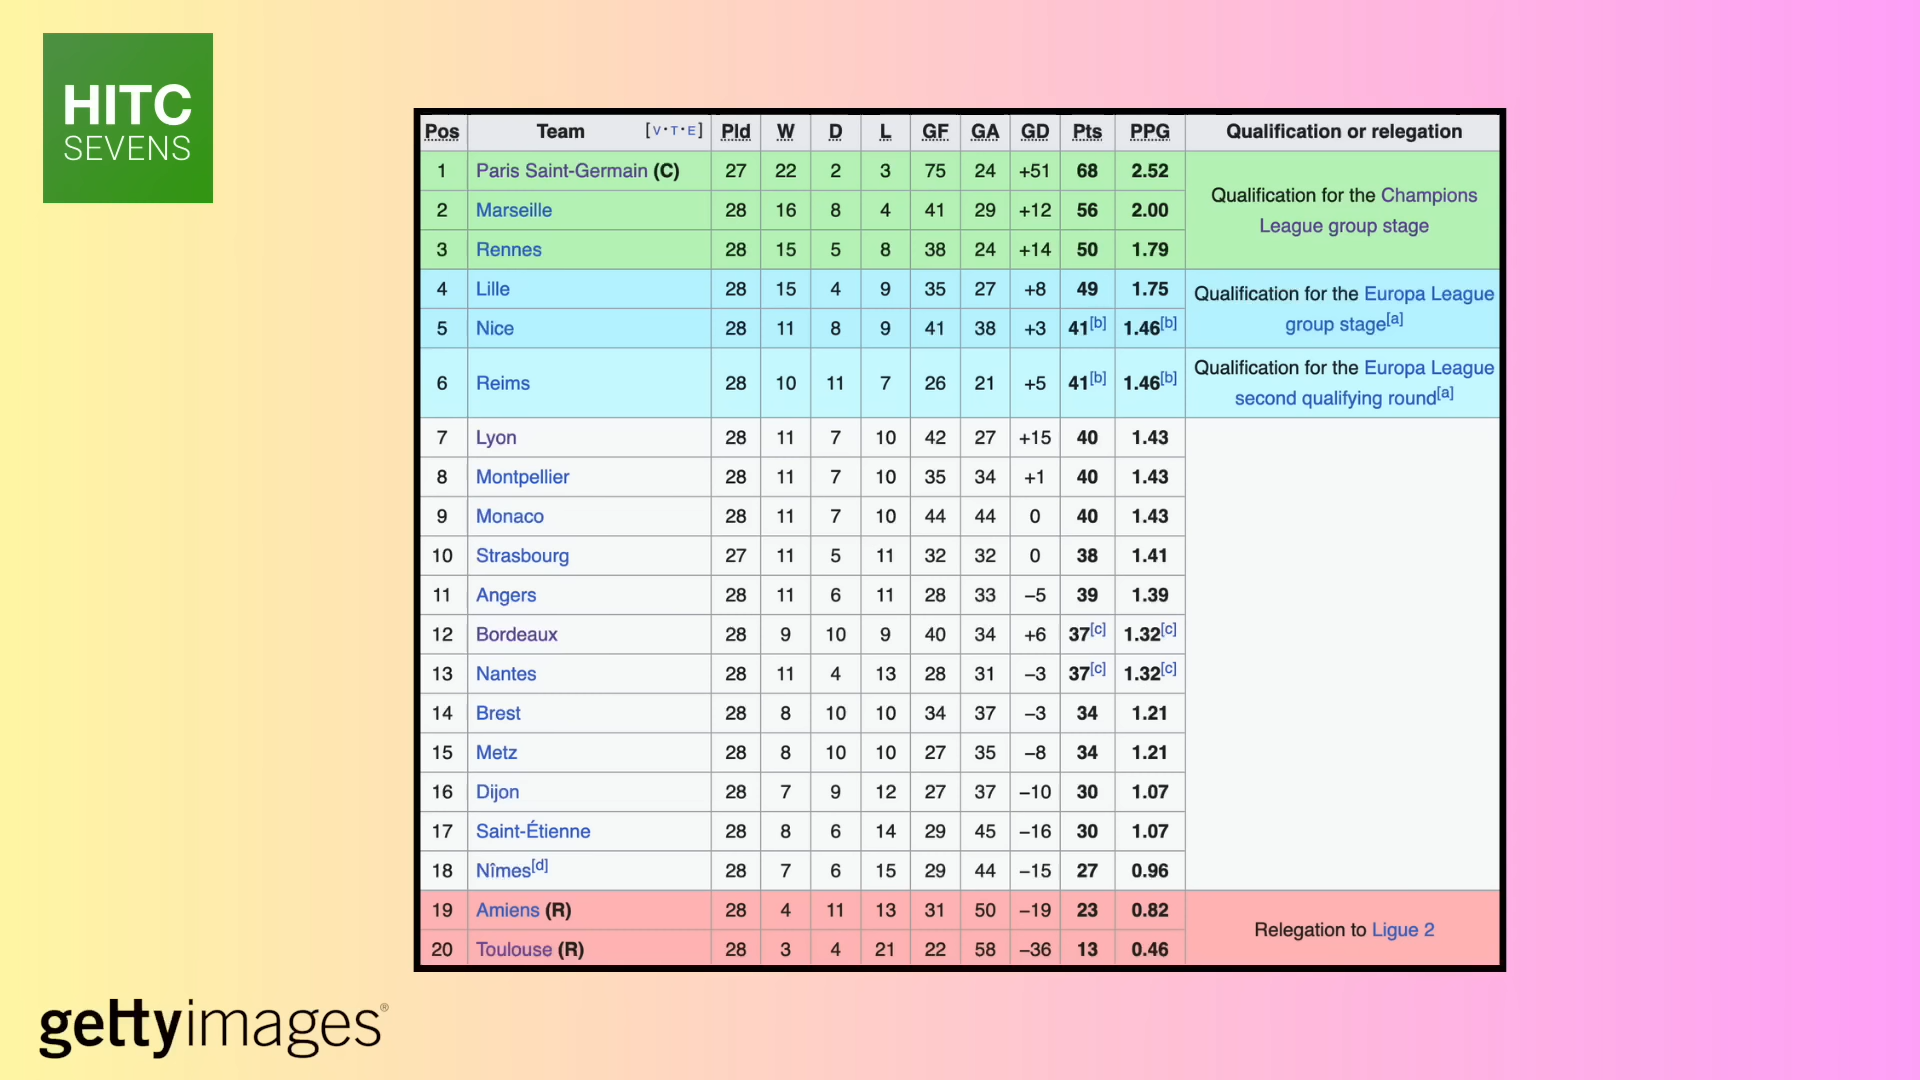 HITC
SEVENS
Pos Team [V·T·E] Pld W D L GF GA GD Pts PPG Qualification or relegation
1 Paris Saint-Germain (C) 27 22 2 3 75 24 +51 68 2.52
Qualification for the Champions
League group stage
2 Marseille 28 16 8 4 41 29 +12 56 2.00
3 Rennes 28 15 5 8 38 24 +14 50 1.79
4 Lille 28 15 4 9 35 27 +8 49 1.75
Qualification for the Europa League
group stage[a]
5 Nice 28 11 8 9 41 38 +3 41[b] 1.46[b]
6 Reims 28 10 11 7 26 21 +5 41[b] 1.46[b]
Qualification for the Europa League
second qualifying round[a]
7 Lyon 28 11 7 10 42 27 +15 40 1.43
8 Montpellier 28 11 7 10 35 34 +1 40 1.43
9 Monaco 28 11 7 10 44 44 0 40 1.43
10 Strasbourg 27 11 5 11 32 32 0 38 1.41
11 Angers 28 11 6 11 28 33 −5 39 1.39
12 Bordeaux 28 9 10 9 40 34 +6 37[c] 1.32[c]
13 Nantes 28 11 4 13 28 31 −3 37[c] 1.32[c]
14 Brest 28 8 10 10 34 37 −3 34 1.21
15 Metz 28 8 10 10 27 35 −8 34 1.21
16 Dijon 28 7 9 12 27 37 −10 30 1.07
17 Saint-Étienne 28 8 6 14 29 45 −16 30 1.07
18 Nîmes[d] 28 7 6 15 29 44 −15 27 0.96
19 Amiens (R) 28 4 11 13 31 50 −19 23 0.82
Relegation to Ligue 2
20 Toulouse (R) 28 3 4 21 22 58 −36 13 0.46
gettyimages®